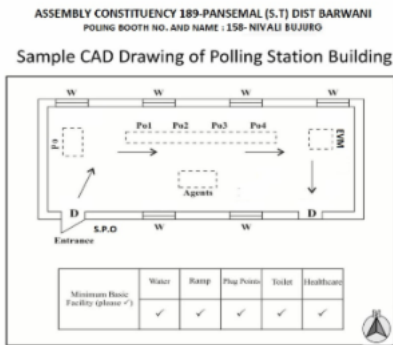 ASSEMBLY CONSTITUENCY 189-PANSEMAL (S.T) DIST BARWANI
POLING BOOTH NO. AND NAME : 158- NIVALI BUJURG
Sample CAD Drawing of Polling Station Building
W W W W
Po1 Po2 Po3 Po4
Po
EVM
Agents
D D
S.P.O W W
Entrance
Water Ramp Plug Points Toilet Healthcare
Minimum Basic
Facility (please ✓) ✓ ✓ ✓ ✓ ✓